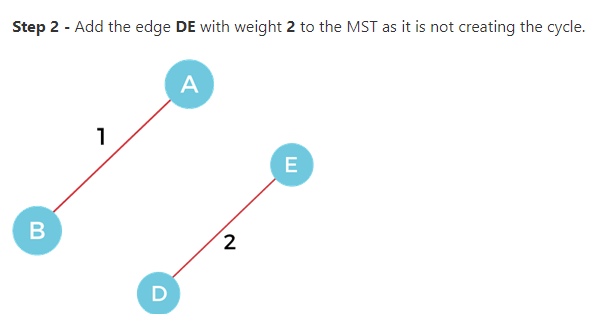 Step 2 - Add the edge DE with weight 2 to the MST as it is not creating the cycle.
A
1
E
B
2
D